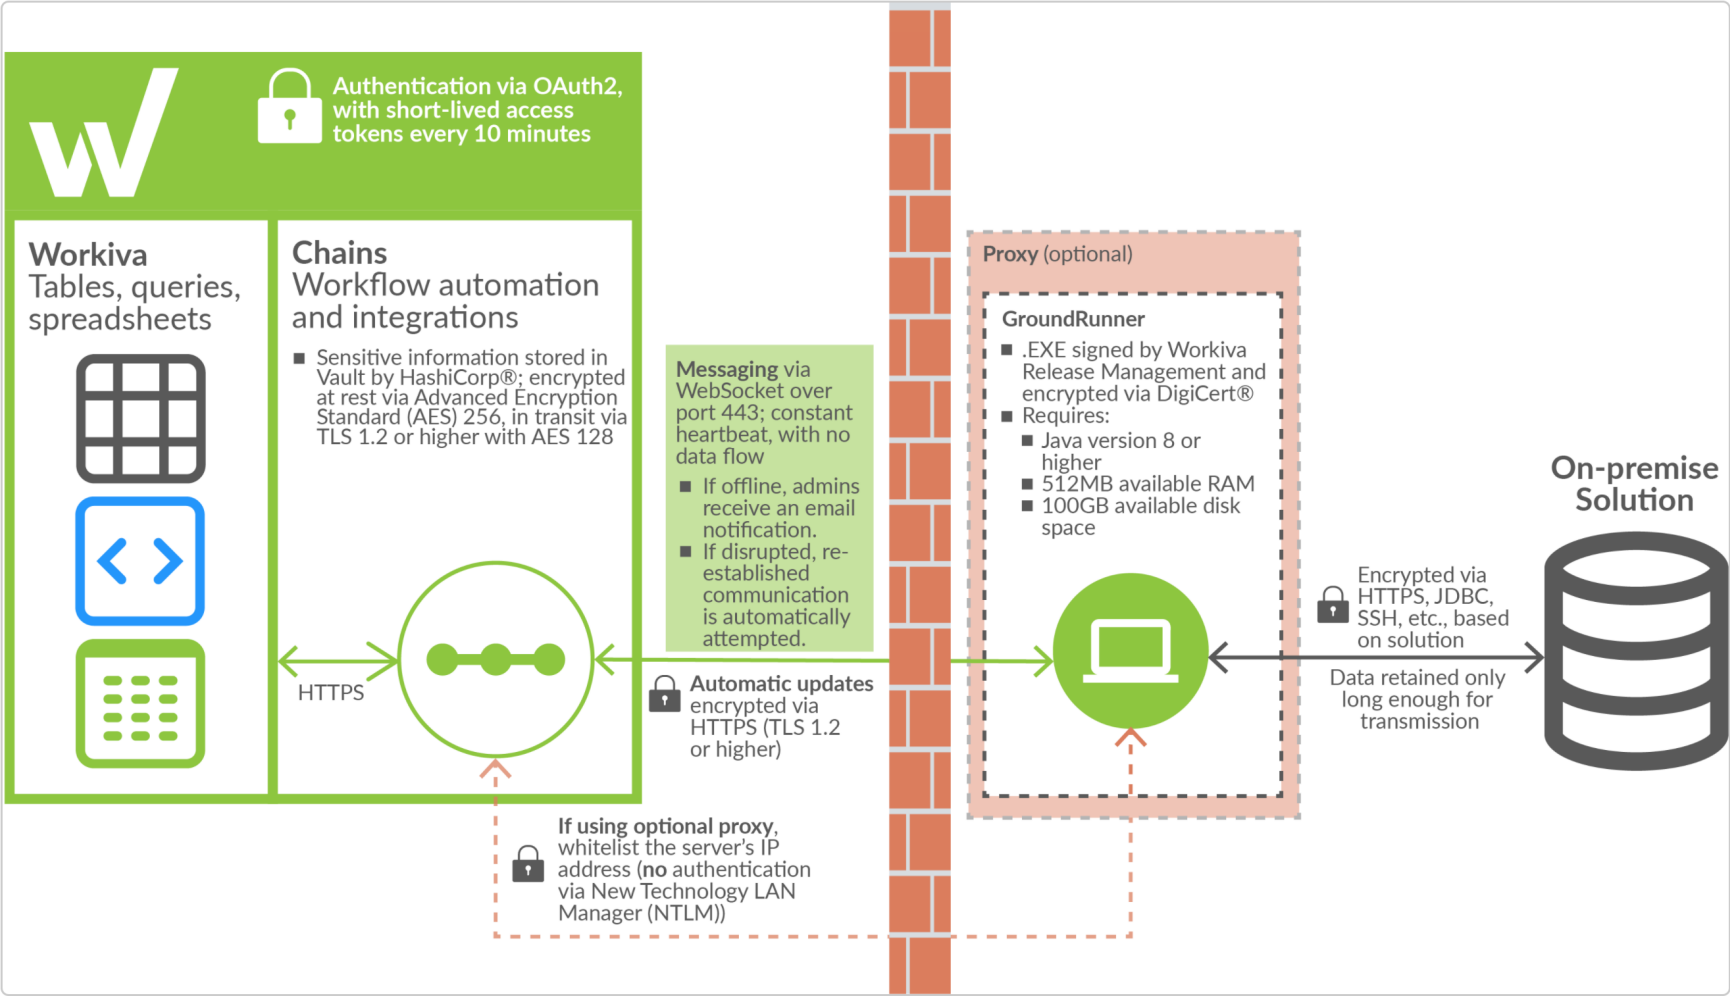 Authentication via OAuth2,
with short-lived access
tokens every 10 minutes
Workiva
Tables, queries,
spreadsheets
Chains
Workflow automation
and integrations
■ Sensitive information stored in
Vault by HashiCorp®; encrypted
at rest via Advanced Encryption
Standard (AES) 256, in transit via
TLS 1.2 or higher with AES 128
HTTPS
Messaging via
WebSocket over
port 443; constant
heartbeat, with no
data flow
■ If offline, admins
receive an email
notification.
■ If disrupted, re-
established
communication
is automatically
attempted.
Automatic updates
encrypted via
HTTPS (TLS 1.2
or higher)
If using optional proxy,
whitelist the server's IP
address (no authentication
via New Technology LAN
Manager (NTLM))
Proxy (optional)
GroundRunner
■ .EXE signed by Workiva
Release Management and
encrypted via DigiCert®
■ Requires:
■ Java version 8 or
higher
■ 512MB available RAM
■ 100GB available disk
space
Encrypted via
HTTPS, JDBC,
SSH, etc., based
on solution
Data retained only
long enough for
transmission
On-premise
Solution